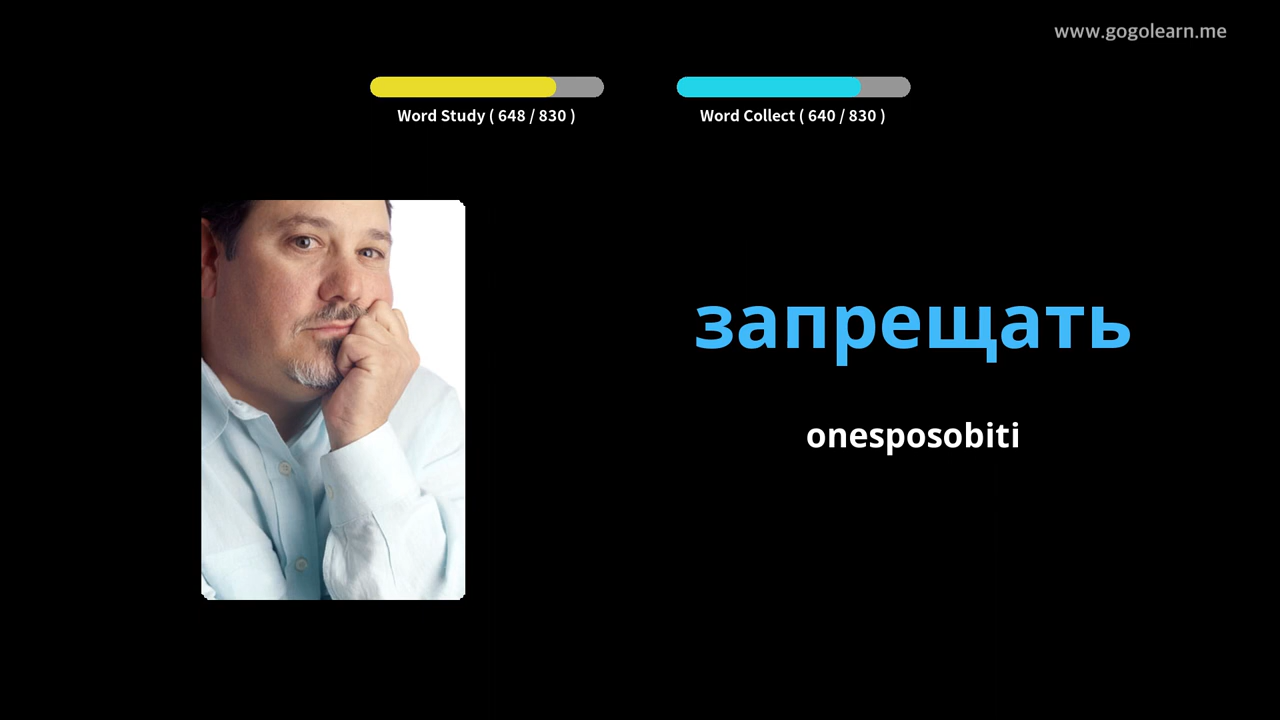 www.gogolearn.me
Word Study ( 648 / 830 )
Word Collect ( 640 / 830 )
запрещать
onesposobiti